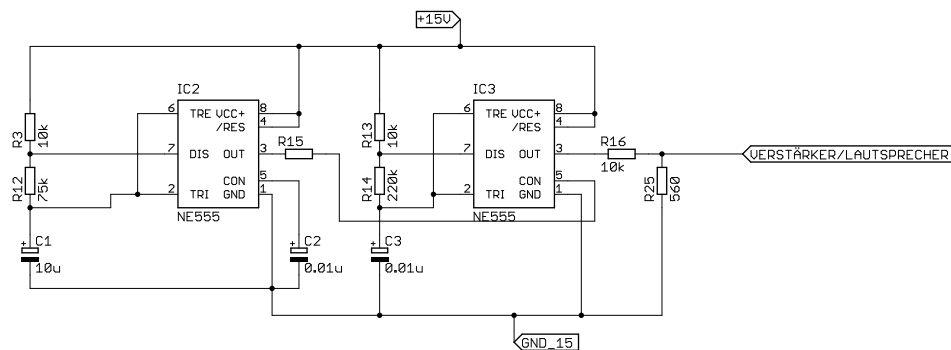 +15V
IC2
IC3
6 TRE VCC+ 8
/RES 4
7 DIS OUT 3
CON 5
2 TRI GND 1
NE555
6 TRE VCC+ 8
/RES 4
7 DIS OUT 3
CON 5
2 TRI GND 1
NE555
R3
10k
R12
75k
R15
R13
10k
R14
220k
R16
10k
R25
560
VERSTÄRKER/LAUTSPRECHER
+ C1
10u
+ C2
0.01u
+ C3
0.01u
GND_15